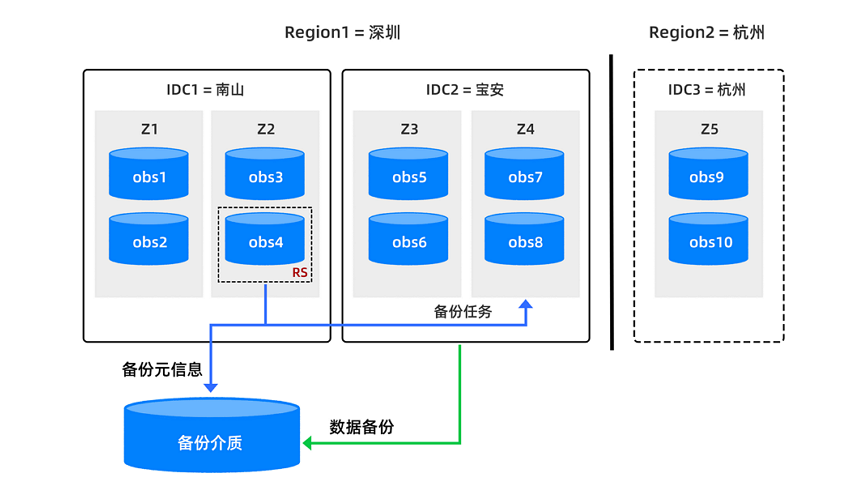 Region1 = 深圳
Region2 = 杭州
IDC1 = 南山
IDC2 = 宝安
IDC3 = 杭州
Z1
Z2
Z3
Z4
Z5
obs1
obs3
obs5
obs7
obs9
obs2
obs4
obs6
obs8
obs10
RS
备份任务
备份元信息
数据备份
备份介质